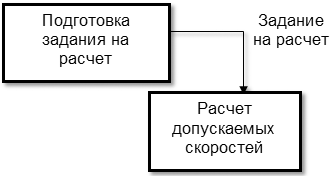 Подготовка
задания на
расчет
Задание
на расчет
Расчет
допускаемых
скоростей